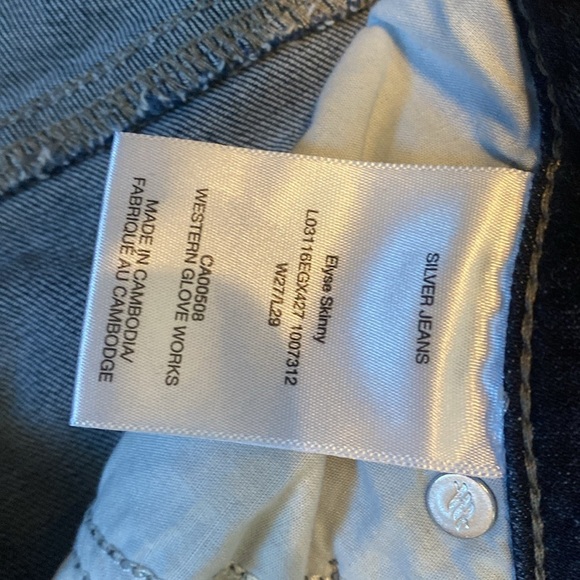 SILVER JEANS
Elyse Skinny
L03116EGX427 1007312
W27/L29
CA00508
WESTERN GLOVE WORKS
MADE IN CAMBODIA/
FABRIQUÉ AU CAMBODGE